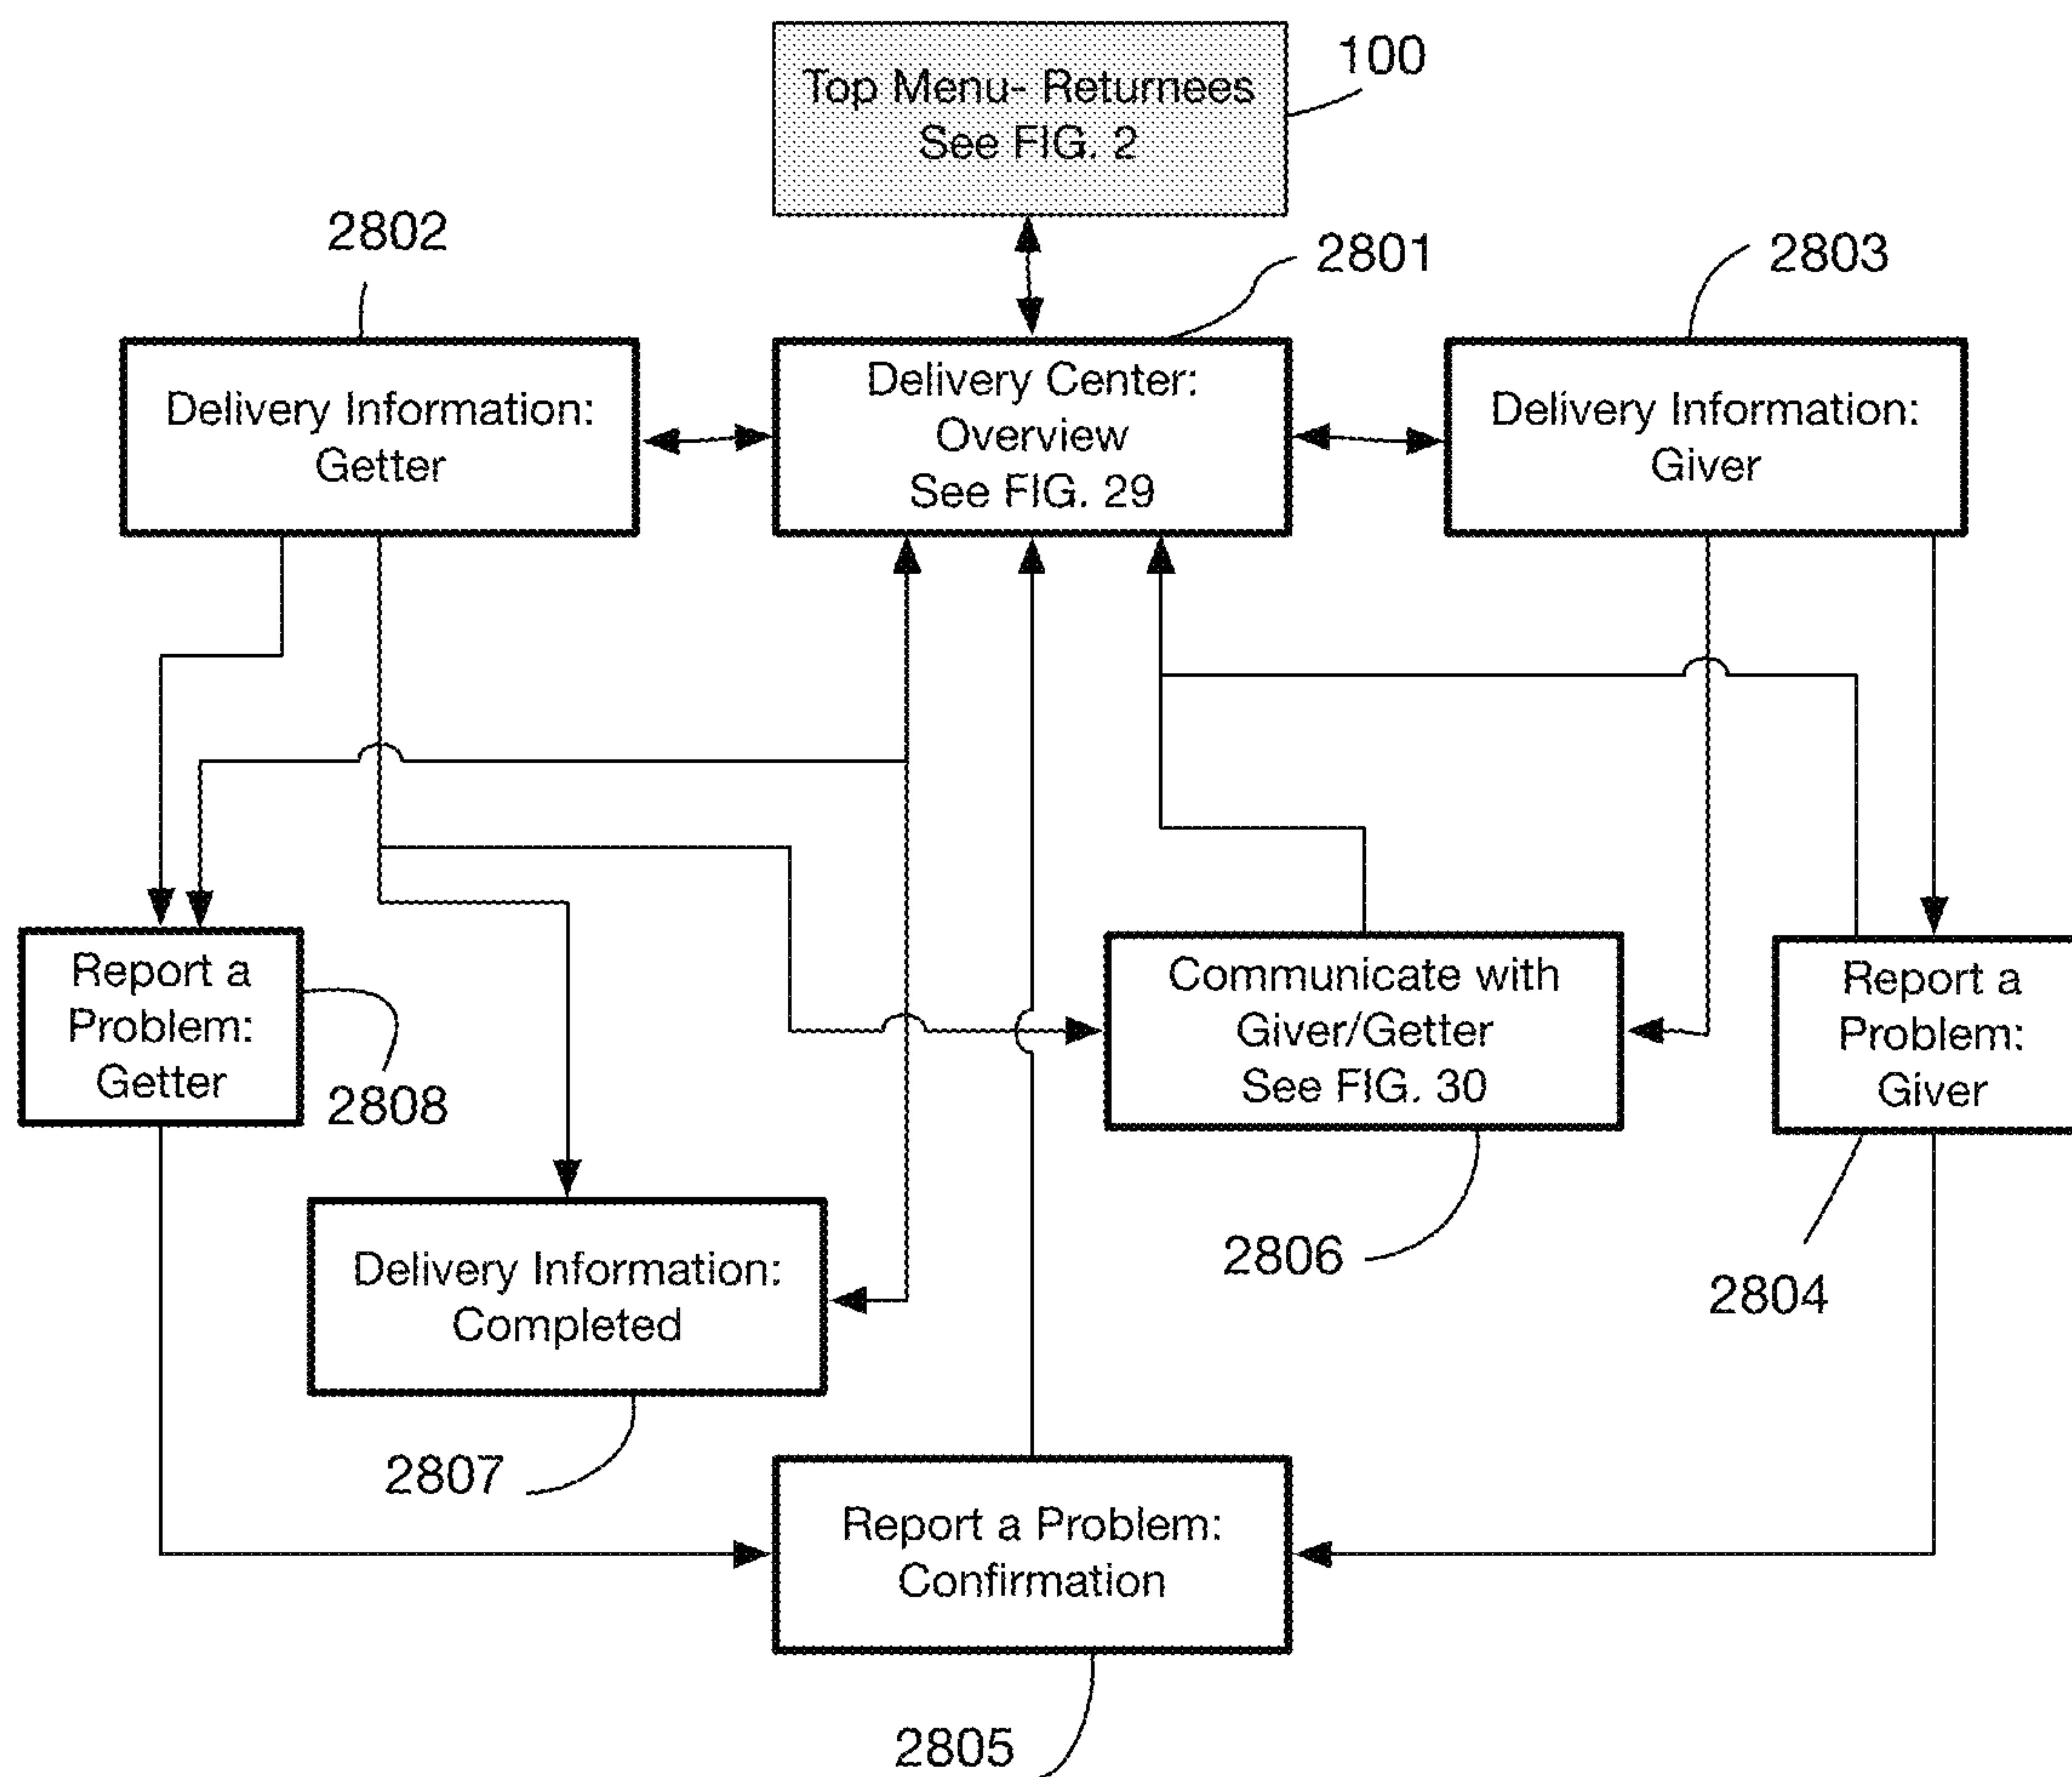 Top Menu- Returnees
See FIG. 2
100
2802
2801
2803
Delivery Information:
Getter
Delivery Center:
Overview
See FIG. 29
Delivery Information:
Giver
Report a
Problem:
Getter
2808
Communicate with
Giver/Getter
See FIG. 30
2806
Report a
Problem:
Giver
2804
Delivery Information:
Completed
2807
Report a Problem:
Confirmation
2805